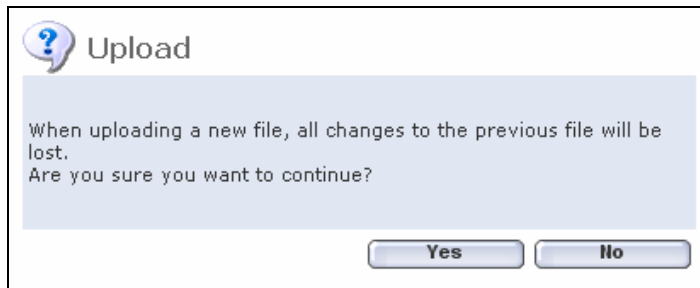 Upload
When uploading a new file, all changes to the previous file will be
lost.
Are you sure you want to continue?
Yes No